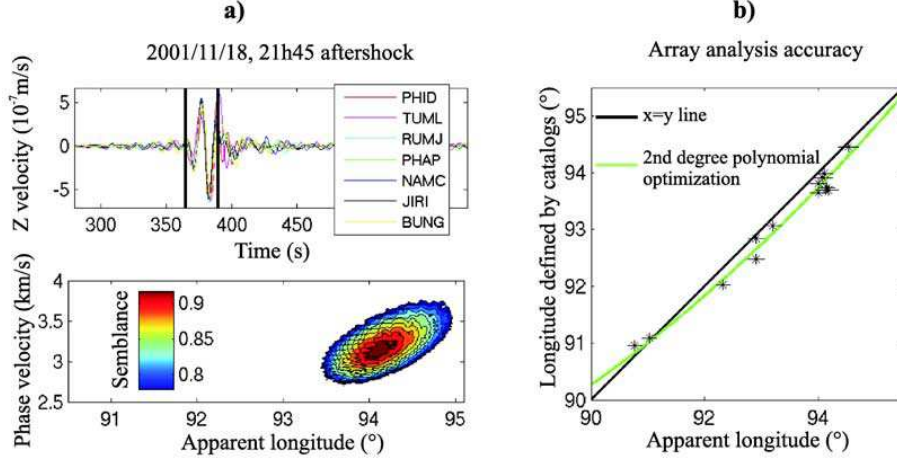 a)
2001/11/18, 21h45 aftershock
Z velocity (10⁻⁷m/s)
5
0
-5
300
400
PHID
TUML
RUMJ
PHAP
NAMC
JIRI
BUNG
Time (s)
Phase velocity (km/s)
4
3.5
3
2.5
Semblance
0.9
0.85
0.8
91
92
93
94
95
Apparent longitude (°)
b)
Array analysis accuracy
Longitude defined by catalogs (°)
95
94
93
92
91
90
x=y line
2nd degree polynomial
optimization
90
92
94
Apparent longitude (°)